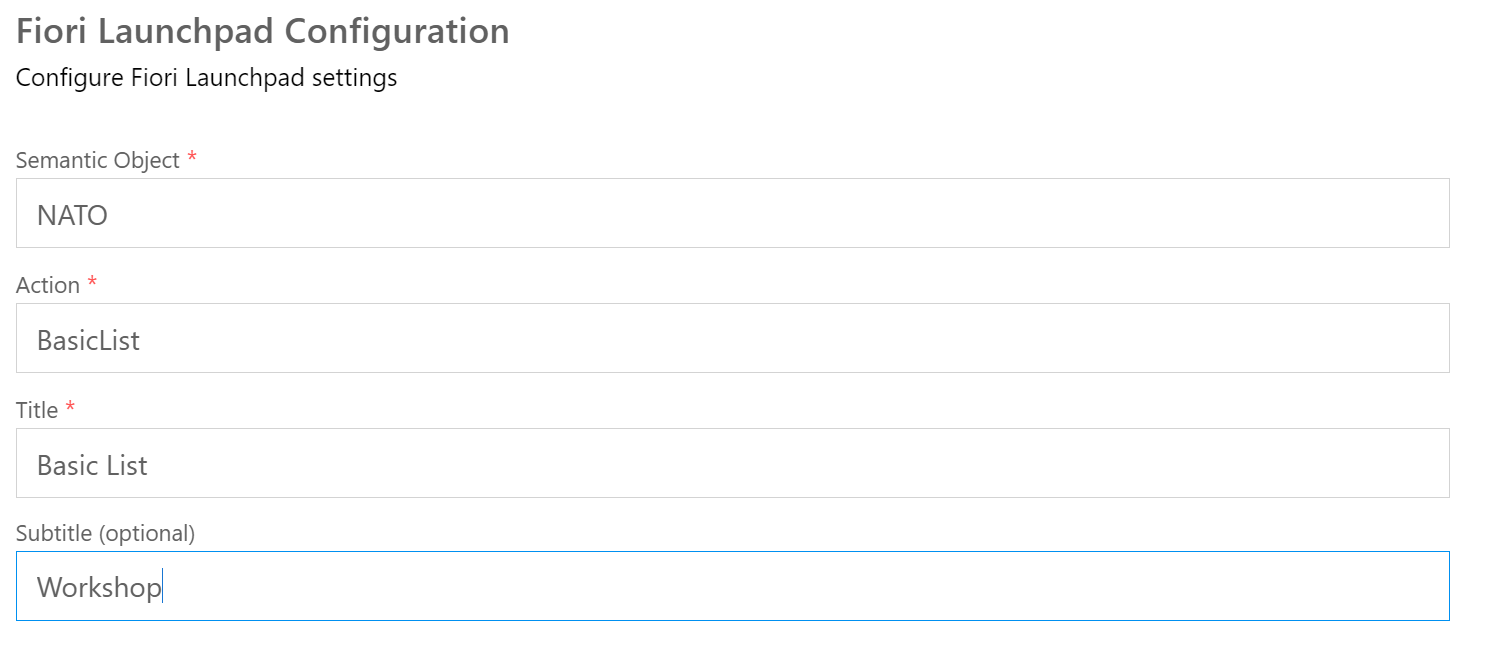 Fiori Launchpad Configuration
Configure Fiori Launchpad settings
Semantic Object *
NATO
Action *
BasicList
Title *
Basic List
Subtitle (optional)
Workshop